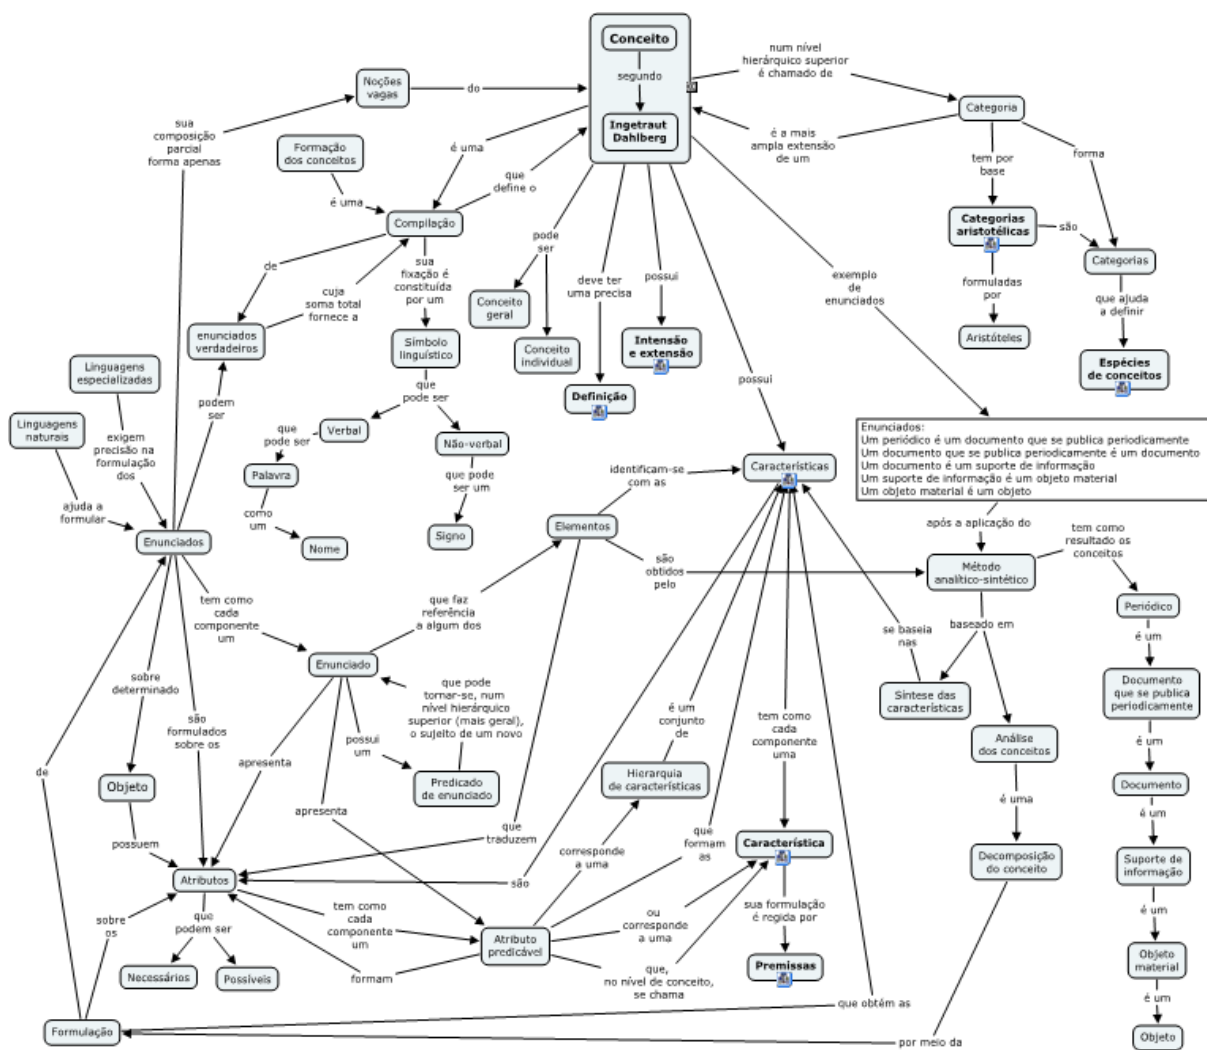 Conceito
segundo
Ingetraut
Dahlberg
num nível
hierárquico superior
é chamado de
Categoria
é a mais
ampla extensão
de um
tem por
base
forma
Categorias
aristotélicas
são
Categorias
formuladas
por
Aristóteles
que ajuda
a definir
Espécies
de conceitos
Noções
vagas
do
sua
composição
parcial
forma apenas
Formação
dos conceitos
é uma
é uma
que
define o
Compilação
de
cuja
soma total
fornece a
sua
fixação é
constituída
por um
enunciados
verdadeiros
Símbolo
linguístico
que
pode ser
Verbal
Não-verbal
que
pode ser
Palavra
como
um
Nome
que pode
ser um
Signo
pode
ser
Conceito
geral
Conceito
individual
deve ter
uma precisa
Definição
possui
Intensão
e extensão
possui
exemplo
de
enunciados
Linguagens
especializadas
Linguagens
naturais
exigem
precisão na
formulação
dos
podem
ser
ajuda a
formular
Enunciados
Enunciados:
Um periódico é um documento que se publica periodicamente
Um documento que se publica periodicamente é um documento
Um documento é um suporte de informação
Um suporte de informação é um objeto material
Um objeto material é um objeto
Características
identificam-se
com as
Elementos
são
obtidos
pelo
após a aplicação do
Método
analítico-sintético
tem como
resultado os
conceitos
baseado em
se baseia
nas
Síntese das
características
Análise
dos conceitos
é uma
Decomposição
do conceito
Periódico
é um
Documento
que se publica
periodicamente
é um
Documento
é um
Suporte de
informação
é um
Objeto
material
é um
Objeto
tem como
cada
componente
um
que faz
referência
a algum dos
Enunciado
que pode
tornar-se, num
nível hierárquico
superior (mais geral),
o sujeito de um novo
possui
um
Predicado
de enunciado
sobre
determinado
são
formulados
sobre os
apresenta
apresenta
de
Objeto
possuem
Atributos
que
traduzem
são
é um
conjunto
de
Hierarquia
de características
tem como
cada
componente
uma
corresponde
a uma
que
formam
as
Característica
sua formulação
é regida por
Premissas
tem como
cada
componente
um
Atributo
predicável
ou
corresponde
a uma
que,
no nível de conceito,
se chama
formam
sobre
os
que
podem ser
Necessários
Possíveis
Formulação
que obtém as
por meio da